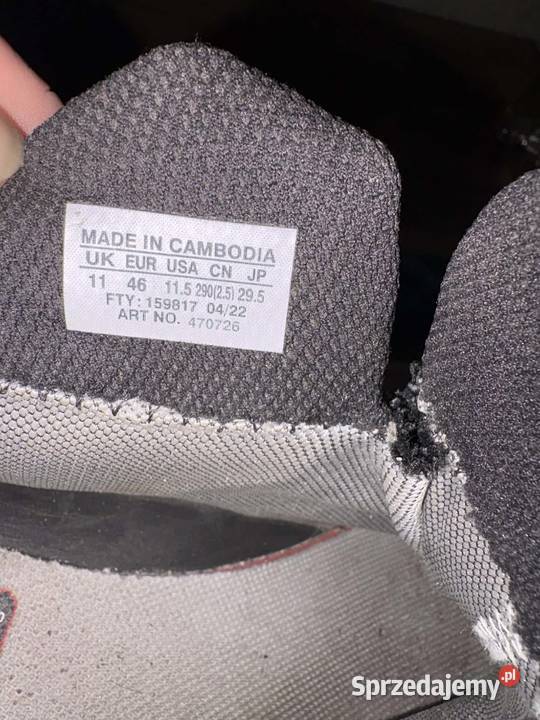 MADE IN CAMBODIA
UK EUR USA CN JP
11 46 11.5 290(2.5) 29.5
FTY: 159817 04/22
ART NO. 470726
Sprzedajemy.pl